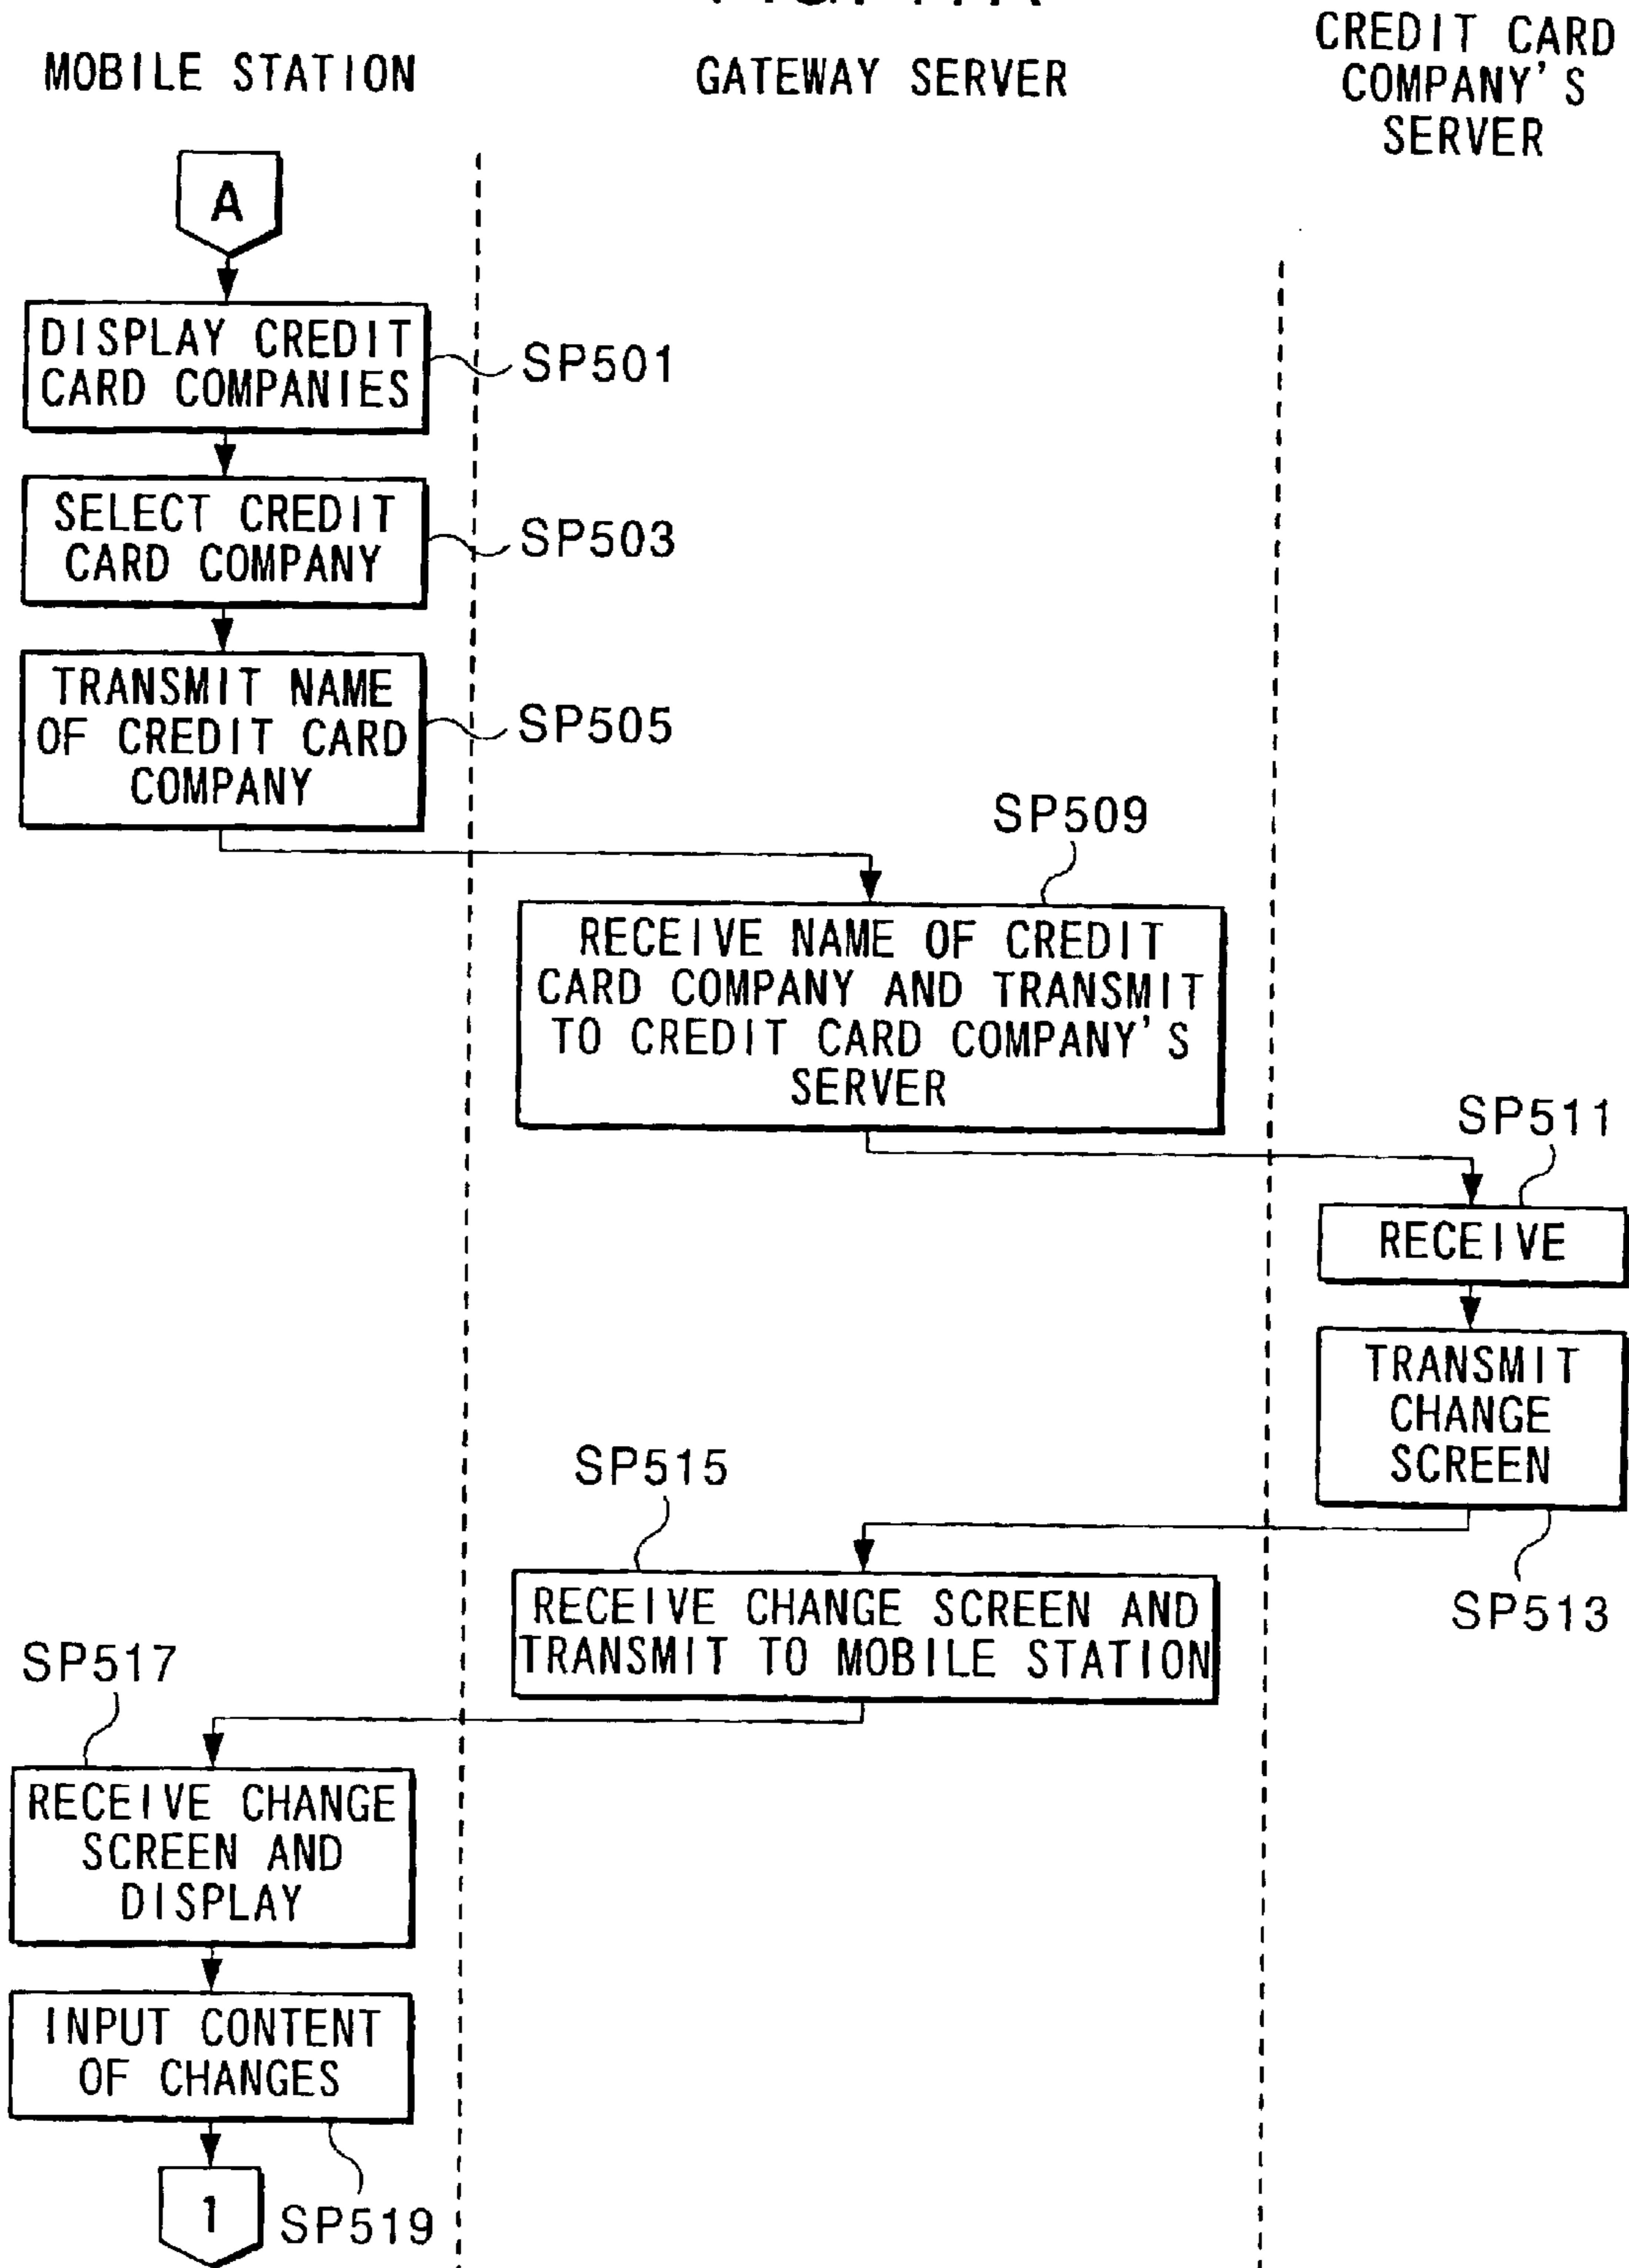 MOBILE STATION
GATEWAY SERVER
CREDIT CARD
COMPANY'S
SERVER
A
DISPLAY CREDIT
CARD COMPANIES
SP501
SELECT CREDIT
CARD COMPANY
SP503
TRANSMIT NAME
OF CREDIT CARD
COMPANY
SP505
SP509
RECEIVE NAME OF CREDIT
CARD COMPANY AND TRANSMIT
TO CREDIT CARD COMPANY'S
SERVER
SP511
RECEIVE
TRANSMIT
CHANGE
SCREEN
SP513
SP515
RECEIVE CHANGE SCREEN AND
TRANSMIT TO MOBILE STATION
SP517
RECEIVE CHANGE
SCREEN AND
DISPLAY
INPUT CONTENT
OF CHANGES
SP519
1